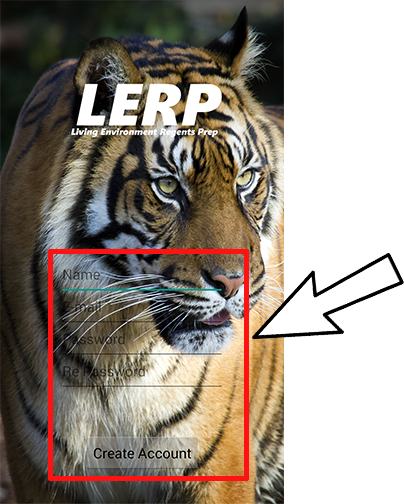 LERP
Living Environment Regents Prep
Name
Email
Password
Re Password
Create Account